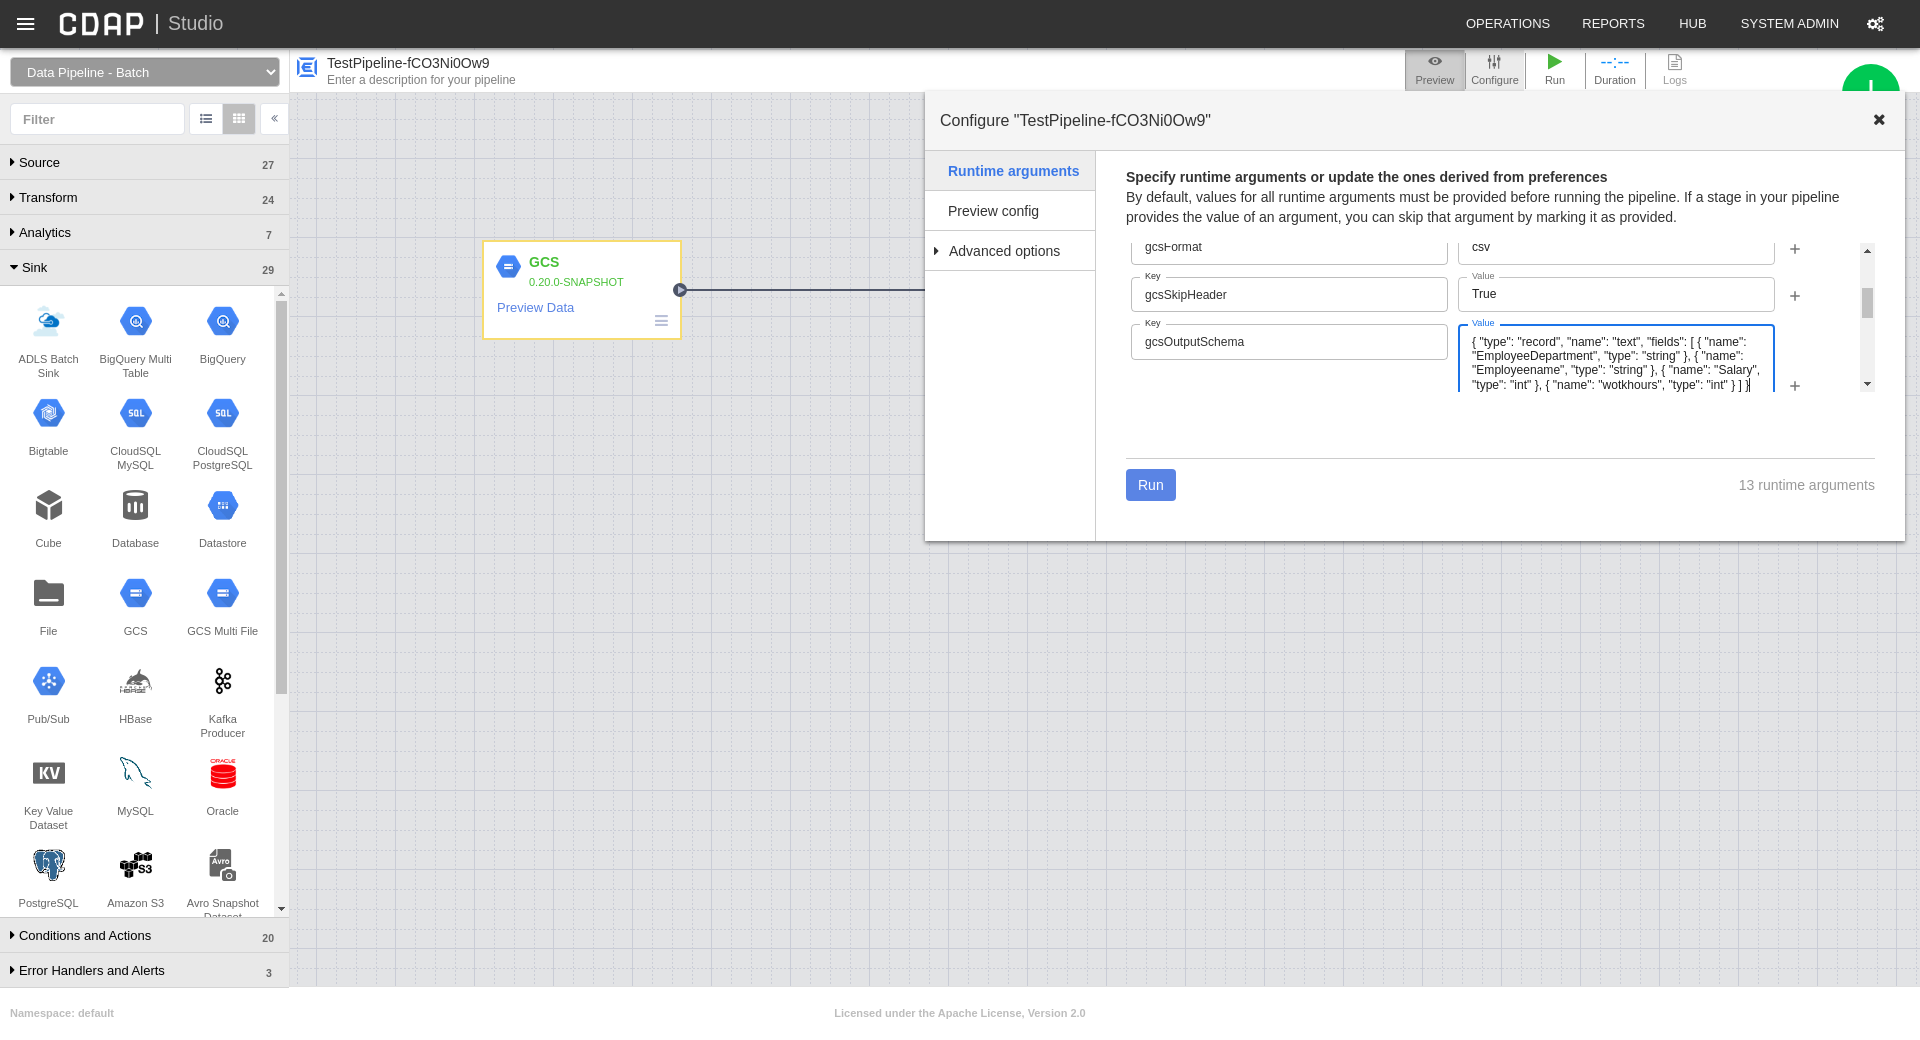 CDAP | Studio
OPERATIONS
REPORTS
HUB
SYSTEM ADMIN
Data Pipeline - Batch
TestPipeline-fCO3Ni0Ow9
Enter a description for your pipeline
Preview
Configure
Run
--:--
Duration
Logs
Filter
Source 27
Transform 24
Analytics 7
Sink 29
ADLS Batch
Sink
BigQuery Multi
Table
BigQuery
Bigtable
SQL
CloudSQL
MySQL
SQL
CloudSQL
PostgreSQL
Cube
Database
Datastore
File
GCS
GCS Multi File
Pub/Sub
HBASE
HBase
Kafka
Producer
KV
Key Value
Dataset
MySQL
ORACLE
Oracle
PostgreSQL
S3
Amazon S3
Avro
Avro Snapshot
Dataset
Conditions and Actions 20
Error Handlers and Alerts 3
GCS
0.20.0-SNAPSHOT
Preview Data
Configure "TestPipeline-fCO3Ni0Ow9"
Runtime arguments
Preview config
Advanced options
Specify runtime arguments or update the ones derived from preferences
By default, values for all runtime arguments must be provided before running the pipeline. If a stage in your pipeline
provides the value of an argument, you can skip that argument by marking it as provided.
gcsFormat
csv
Key
gcsSkipHeader
Value
True
Key
gcsOutputSchema
Value
{ "type": "record", "name": "text", "fields": [ { "name":
"EmployeeDepartment", "type": "string" }, { "name":
"Employeename", "type": "string" }, { "name": "Salary",
"type": "int" }, { "name": "wotkhours", "type": "int" } ] }
Run
13 runtime arguments
Namespace: default
Licensed under the Apache License, Version 2.0